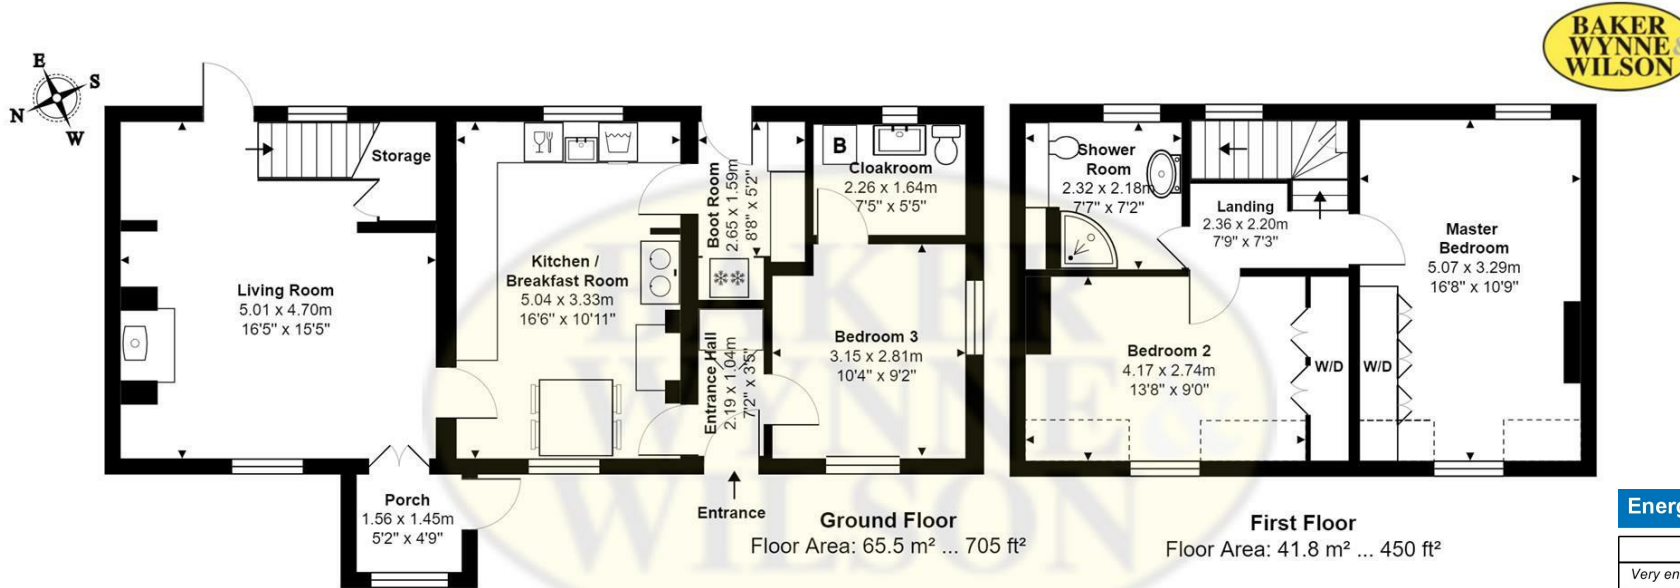 BAKER
WYNNE &
WILSON
E
S
N
W
Storage
Living Room
5.01 x 4.70m
16'5" x 15'5"
Kitchen /
Breakfast Room
5.04 x 3.33m
16'6" x 10'11"
Boot Room
2.65 x 1.59m
8'8" x 5'2"
B
Cloakroom
2.26 x 1.64m
7'5" x 5'5"
Entrance Hall
2.19 x 1.04m
7'2" x 3'5"
Bedroom 3
3.15 x 2.81m
10'4" x 9'2"
Porch
1.56 x 1.45m
5'2" x 4'9"
Entrance
Ground Floor
Floor Area: 65.5 m² ... 705 ft²
Shower
Room
2.32 x 2.18m
7'7" x 7'2"
Landing
2.36 x 2.20m
7'9" x 7'3"
Master
Bedroom
5.07 x 3.29m
16'8" x 10'9"
Bedroom 2
4.17 x 2.74m
13'8" x 9'0"
W/D
W/D
First Floor
Floor Area: 41.8 m² ... 450 ft²
BAKER
WYNNE &
WILSON
Energ
Very en